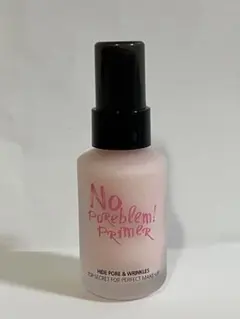 No
Poreblem!
Primer
HIDE PORE & WRINKLES
TOP SECRET FOR PERFECT MAKE-UP